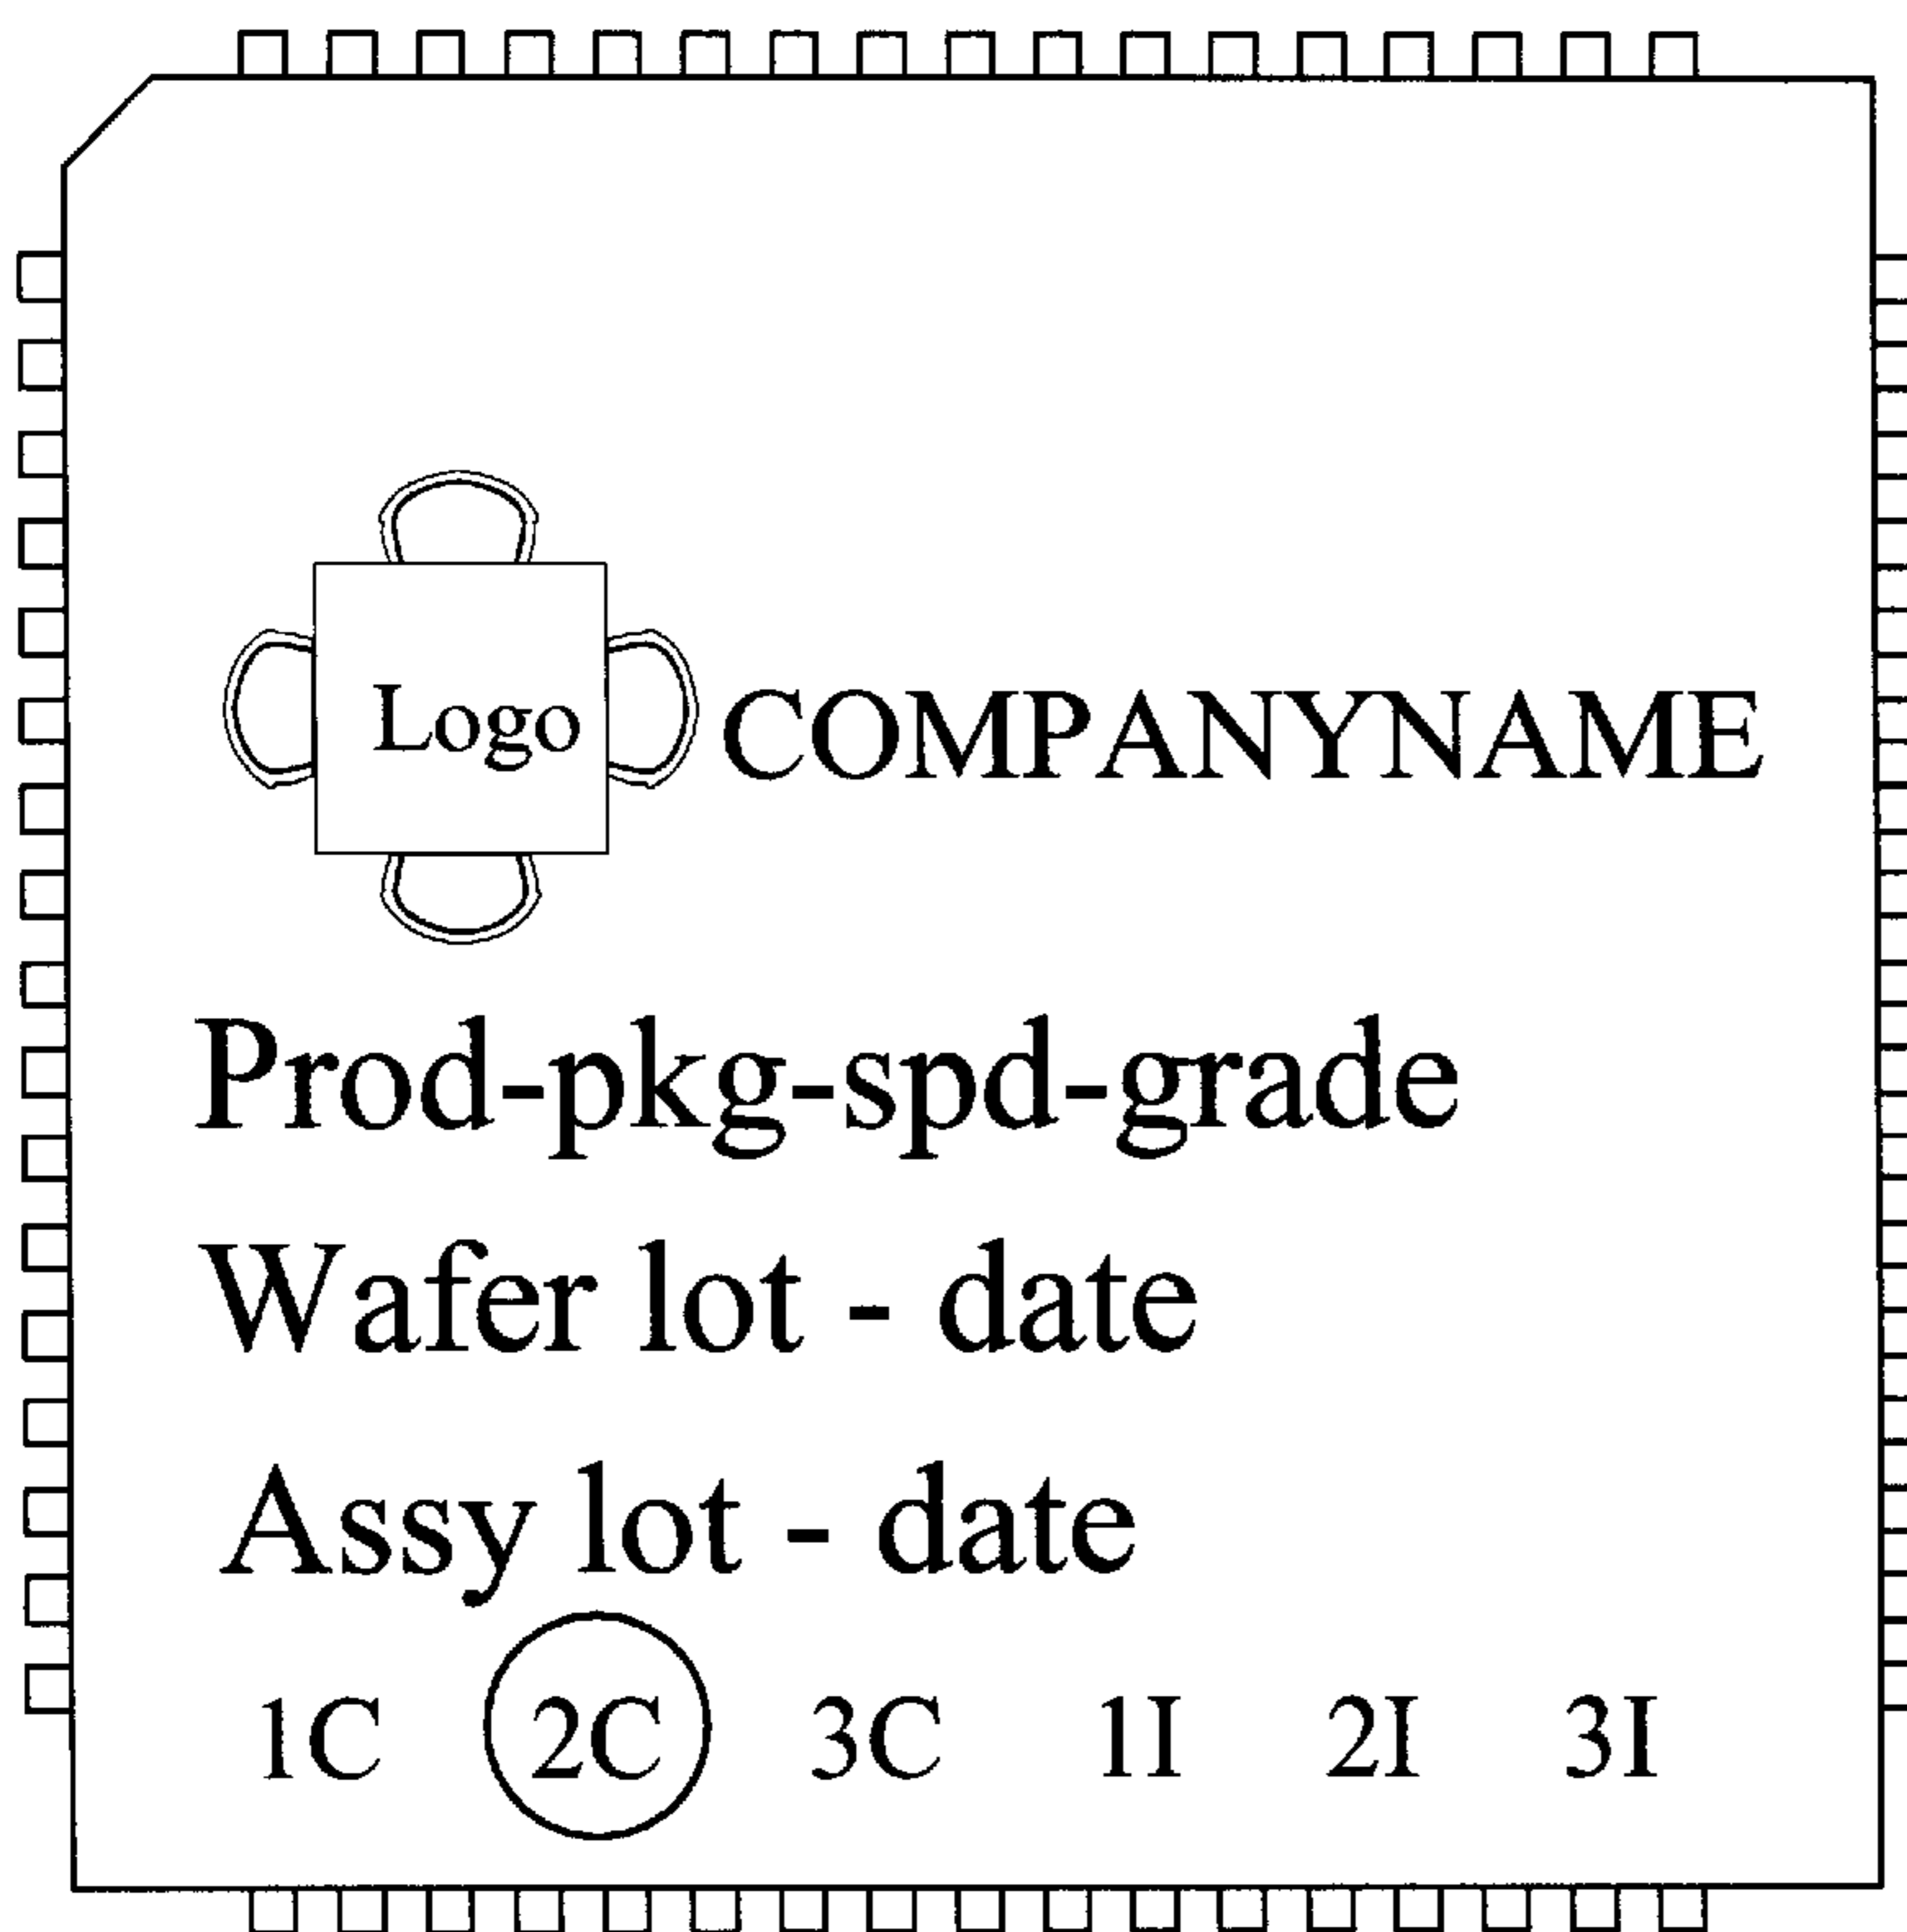 Logo COMPANYNAME
Prod-pkg-spd-grade
Wafer lot - date
Assy lot - date
1C 2C 3C 1I 2I 3I